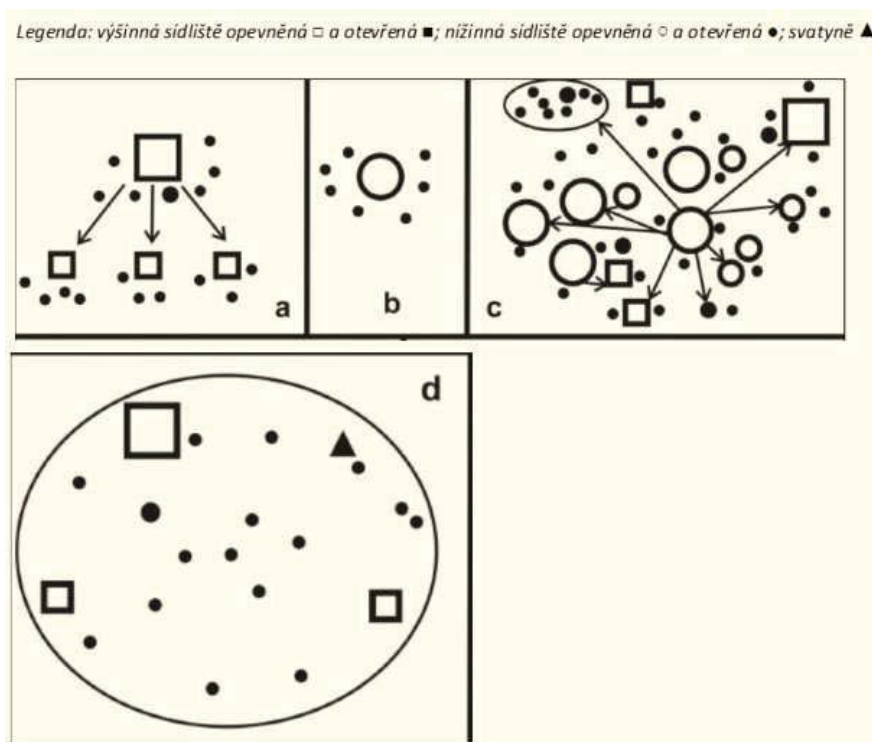 Legenda: výšinná sídliště opevněná □ a otevřená ■; nížinná sídliště opevněná ○ a otevřená ●; svatyně ▲
a
b
c
d